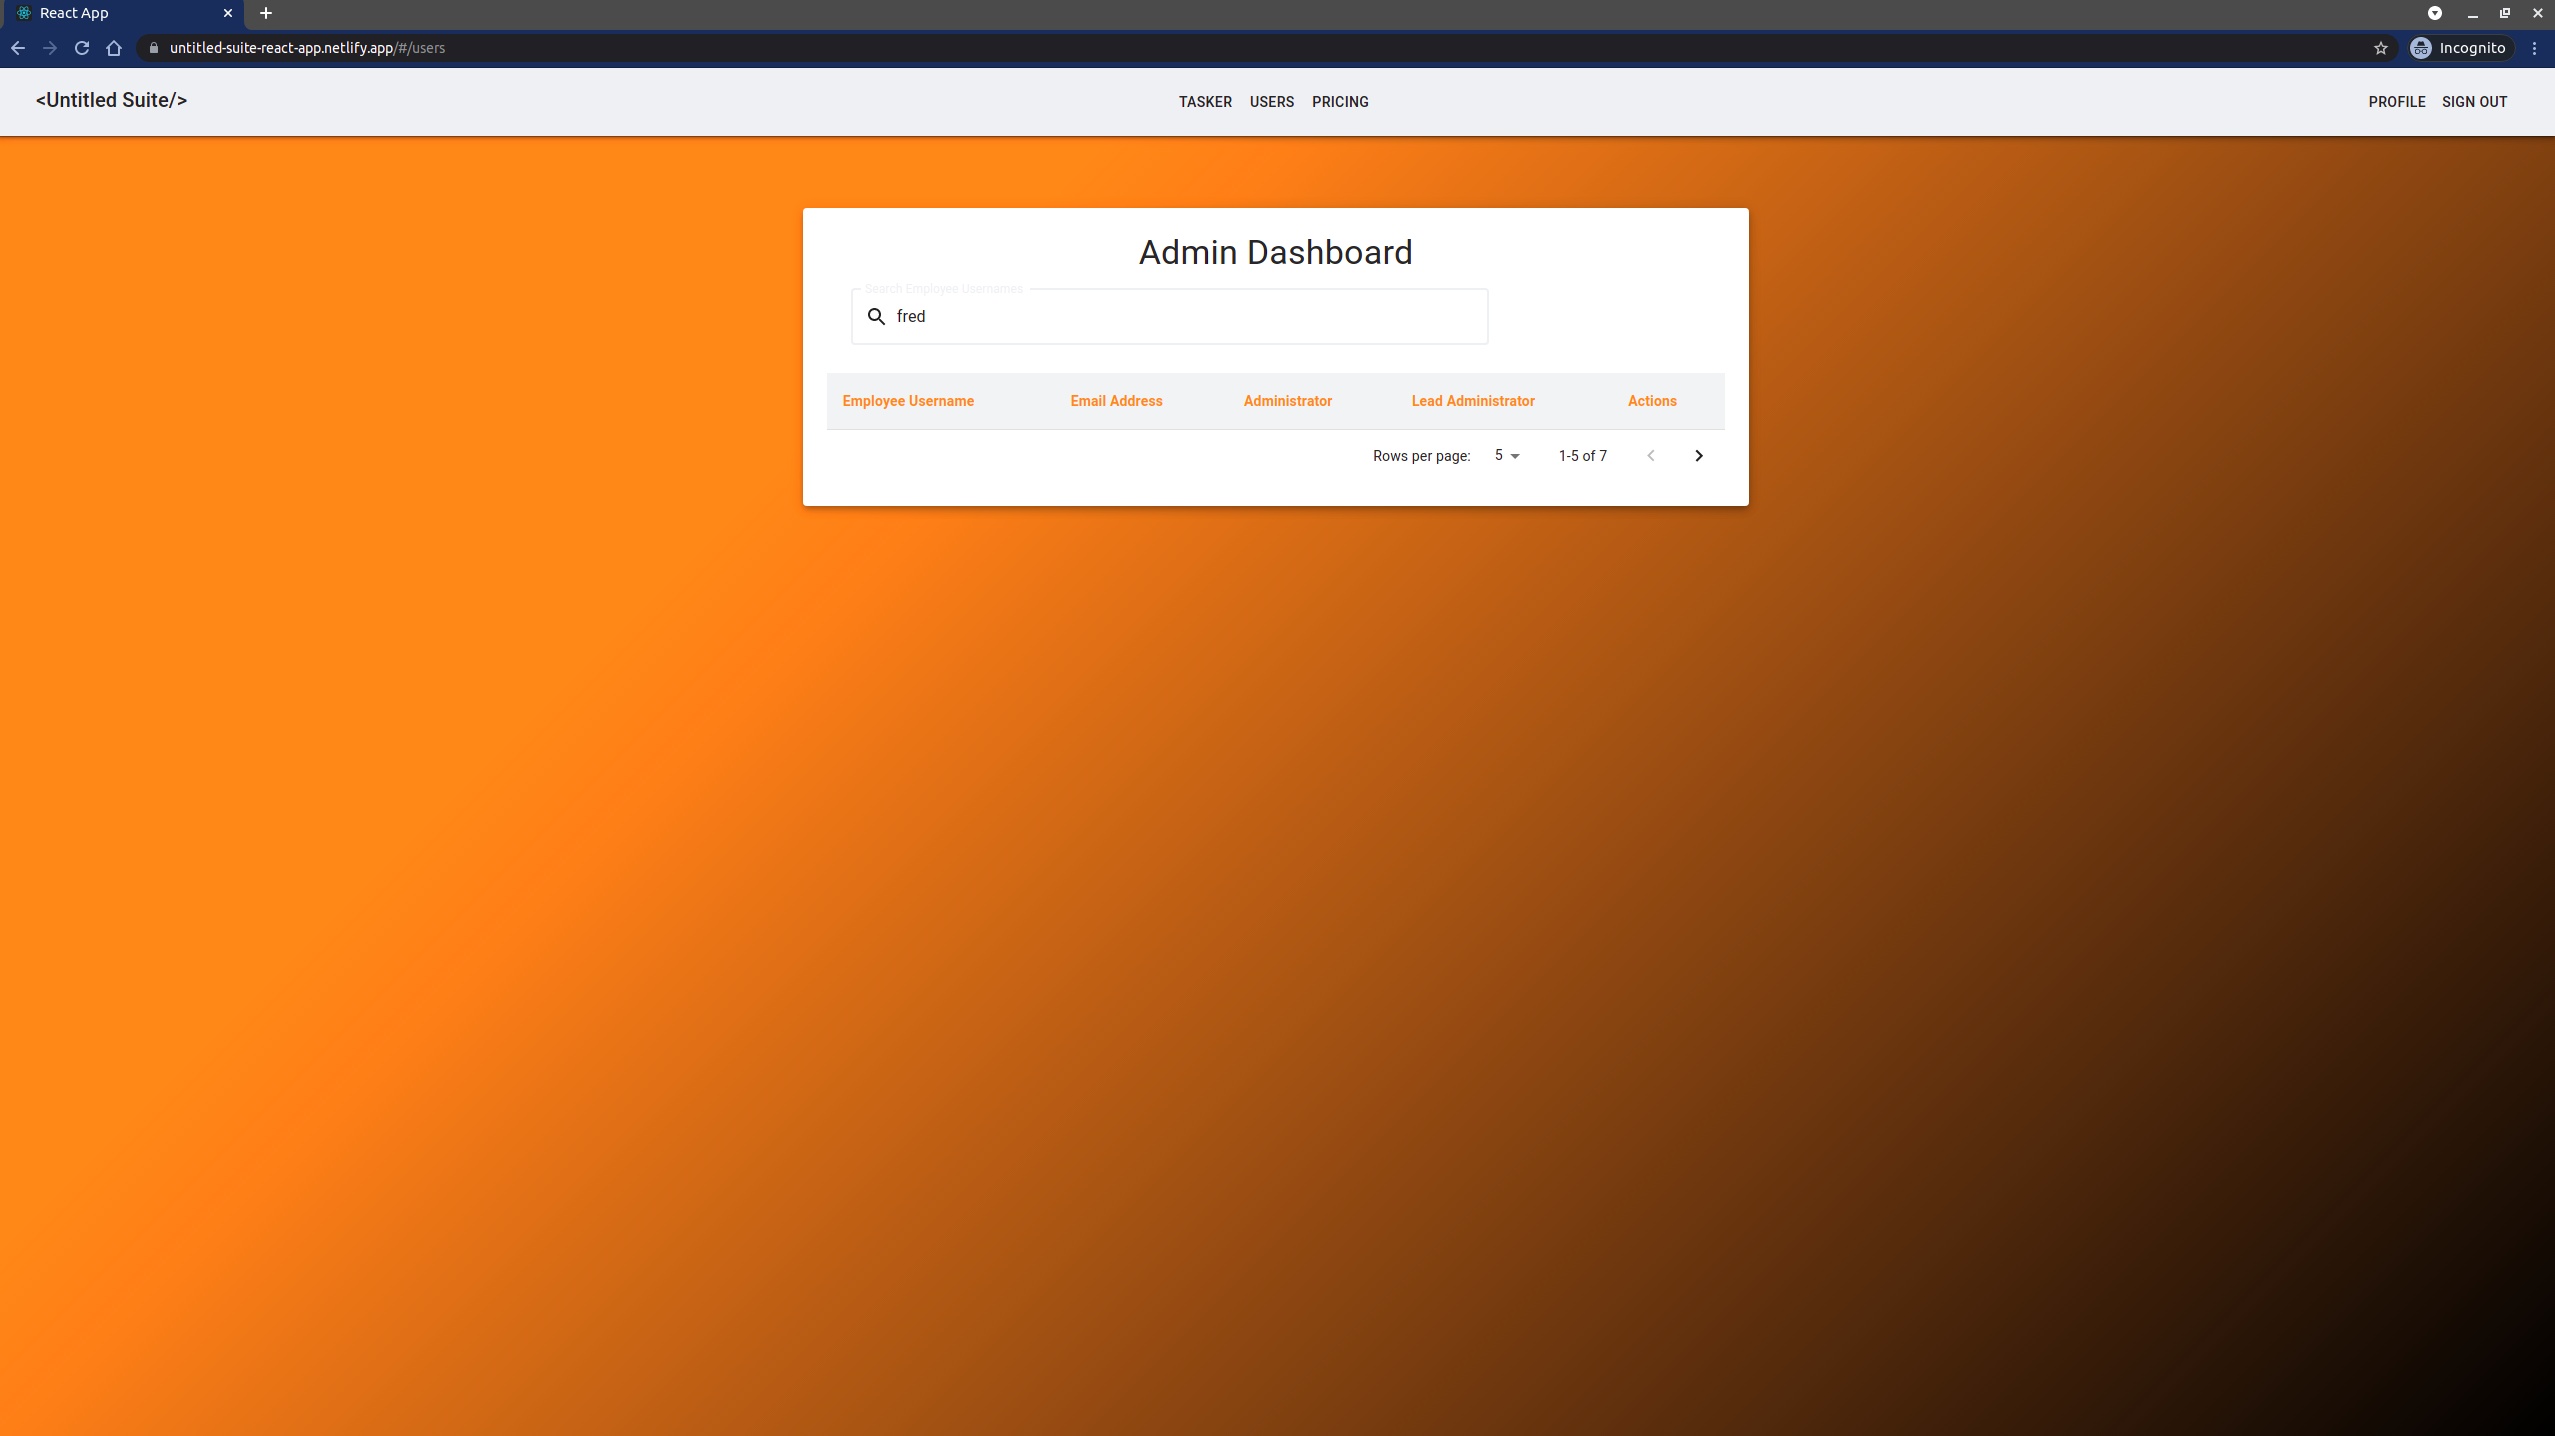 React App
untitled-suite-react-app.netlify.app/#/users
Incognito
<Untitled Suite/>
TASKER USERS PRICING
PROFILE SIGN OUT
Admin Dashboard
Search Employee Usernames
fred
Employee Username Email Address Administrator Lead Administrator Actions
Rows per page: 5 1-5 of 7